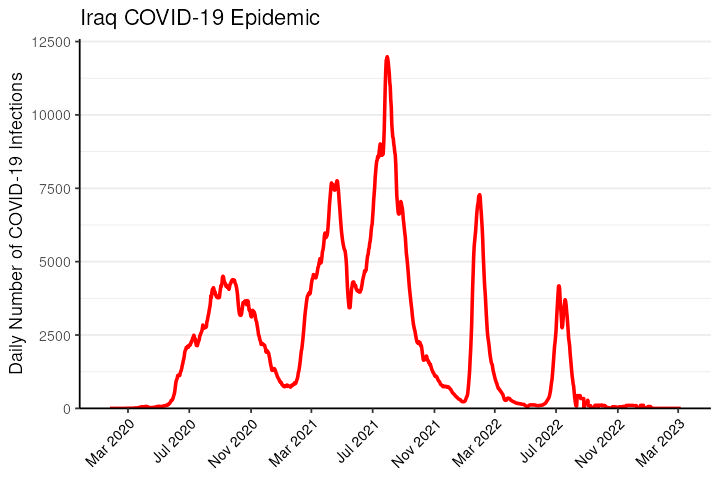 Iraq COVID-19 Epidemic
Daily Number of COVID-19 Infections
12500
10000
7500
5000
2500
0
Mar 2020
Jul 2020
Nov 2020
Mar 2021
Jul 2021
Nov 2021
Mar 2022
Jul 2022
Nov 2022
Mar 2023